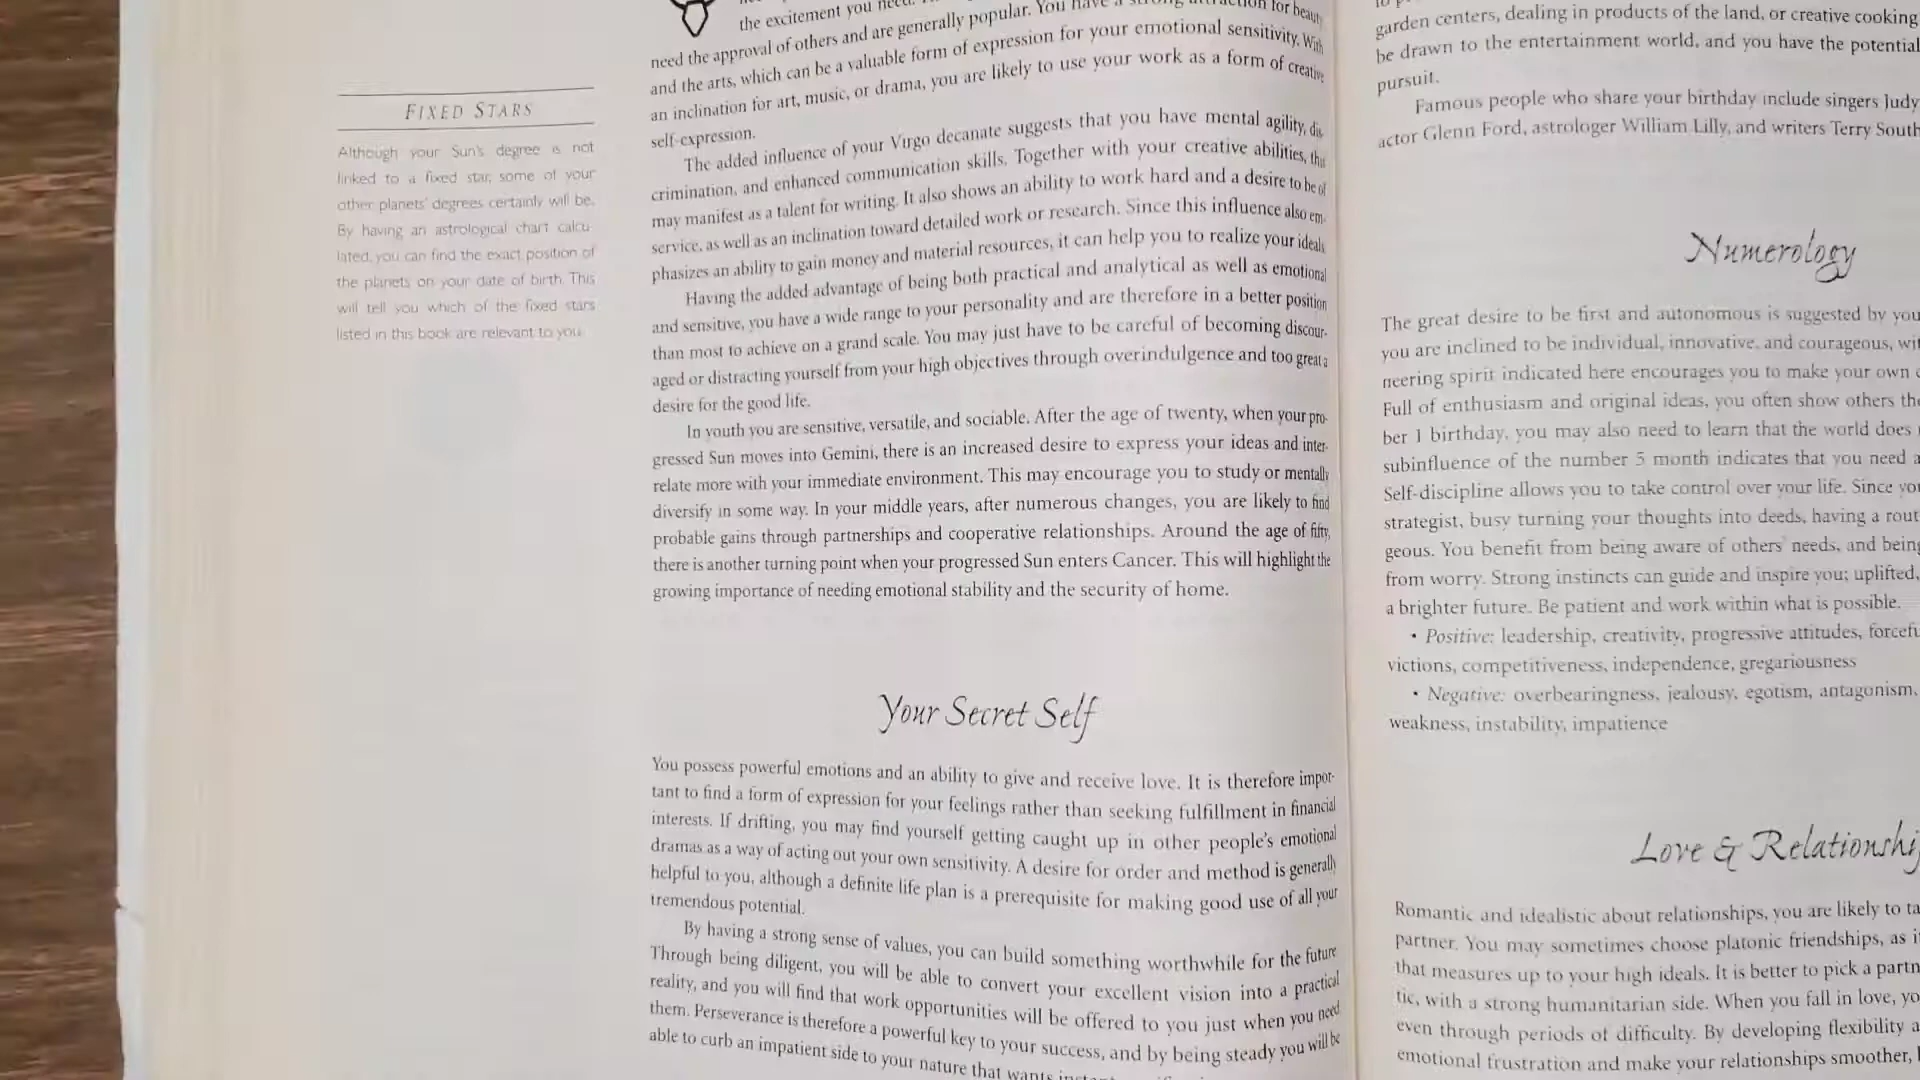 FIXED STARS
Although your Sun's degree is not
linked to a fixed star, some of your
other planets' degrees certainly will be.
By having an astrological chart calcu-
lated, you can find the exact position of
the planets on your date of birth. This
will tell you which of the fixed stars
listed in this book are relevant to you.
the excitement you need.
need the approval of others and are generally popular. You have a strong attraction for beauty
and the arts, which can be a valuable form of expression for your emotional sensitivity. With
an inclination for art, music, or drama, you are likely to use your work as a form of creative
self-expression.
The added influence of your Virgo decanate suggests that you have mental agility, dis-
crimination, and enhanced communication skills. Together with your creative abilities, this
may manifest as a talent for writing. It also shows an ability to work hard and a desire to be of
service, as well as an inclination toward detailed work or research. Since this influence also em-
phasizes an ability to gain money and material resources, it can help you to realize your ideals.
Having the added advantage of being both practical and analytical as well as emotional
and sensitive, you have a wide range to your personality and are therefore in a better position
than most to achieve on a grand scale. You may just have to be careful of becoming discour-
aged or distracting yourself from your high objectives through overindulgence and too great a
desire for the good life.
In youth you are sensitive, versatile, and sociable. After the age of twenty, when your pro-
gressed Sun moves into Gemini, there is an increased desire to express your ideas and inter-
relate more with your immediate environment. This may encourage you to study or mentally
diversify in some way. In your middle years, after numerous changes, you are likely to find
probable gains through partnerships and cooperative relationships. Around the age of fifty,
there is another turning point when your progressed Sun enters Cancer. This will highlight the
growing importance of needing emotional stability and the security of home.
Your Secret Self
You possess powerful emotions and an ability to give and receive love. It is therefore impor-
tant to find a form of expression for your feelings rather than seeking fulfillment in financial
interests. If drifting, you may find yourself getting caught up in other people's emotional
dramas as a way of acting out your own sensitivity. A desire for order and method is generally
helpful to you, although a definite life plan is a prerequisite for making good use of all your
tremendous potential.
By having a strong sense of values, you can build something worthwhile for the future
Through being diligent, you will be able to convert your excellent vision into a practical
reality, and you will find that work opportunities will be offered to you just when you need
them. Perseverance is therefore a powerful key to your success, and by being steady you will be
able to curb an impatient side to your nature that wants
garden centers, dealing in products of the land, or creative cooking
be drawn to the entertainment world, and you have the potential
pursuit.
Famous people who share your birthday include singers Judy
actor Glenn Ford, astrologer William Lilly, and writers Terry South
Numerology
The great desire to be first and autonomous is suggested by you
you are inclined to be individual, innovative, and courageous, wit
neering spirit indicated here encourages you to make your own
Full of enthusiasm and original ideas, you often show others the
ber 1 birthday, you may also need to learn that the world does
subinfluence of the number 5 month indicates that you need a
Self-discipline allows you to take control over your life. Since yo
strategist, busy turning your thoughts into deeds, having a rout
geous. You benefit from being aware of others' needs, and being
from worry. Strong instincts can guide and inspire you; uplifted,
a brighter future. Be patient and work within what is possible.
• Positive: leadership, creativity, progressive attitudes, forcefu
victions, competitiveness, independence, gregariousness
• Negative: overbearingness, jealousy, egotism, antagonism,
weakness, instability, impatience
Love & Relationship
Romantic and idealistic about relationships, you are likely to ta
partner. You may sometimes choose platonic friendships, as i
that measures up to your high ideals. It is better to pick a partn
tic, with a strong humanitarian side. When you fall in love, yo
even through periods of difficulty. By developing flexibility a
emotional frustration and make your relationships smoother,